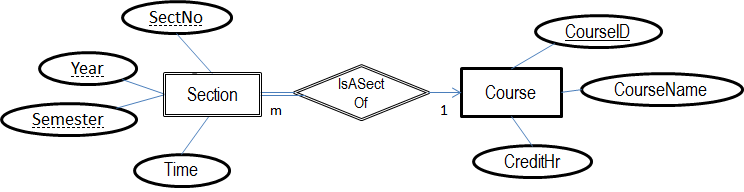 SectNo
CourseID
Year
IsASect
Of
Section
Course
CourseName
m
1
Semester
Time
CreditHr